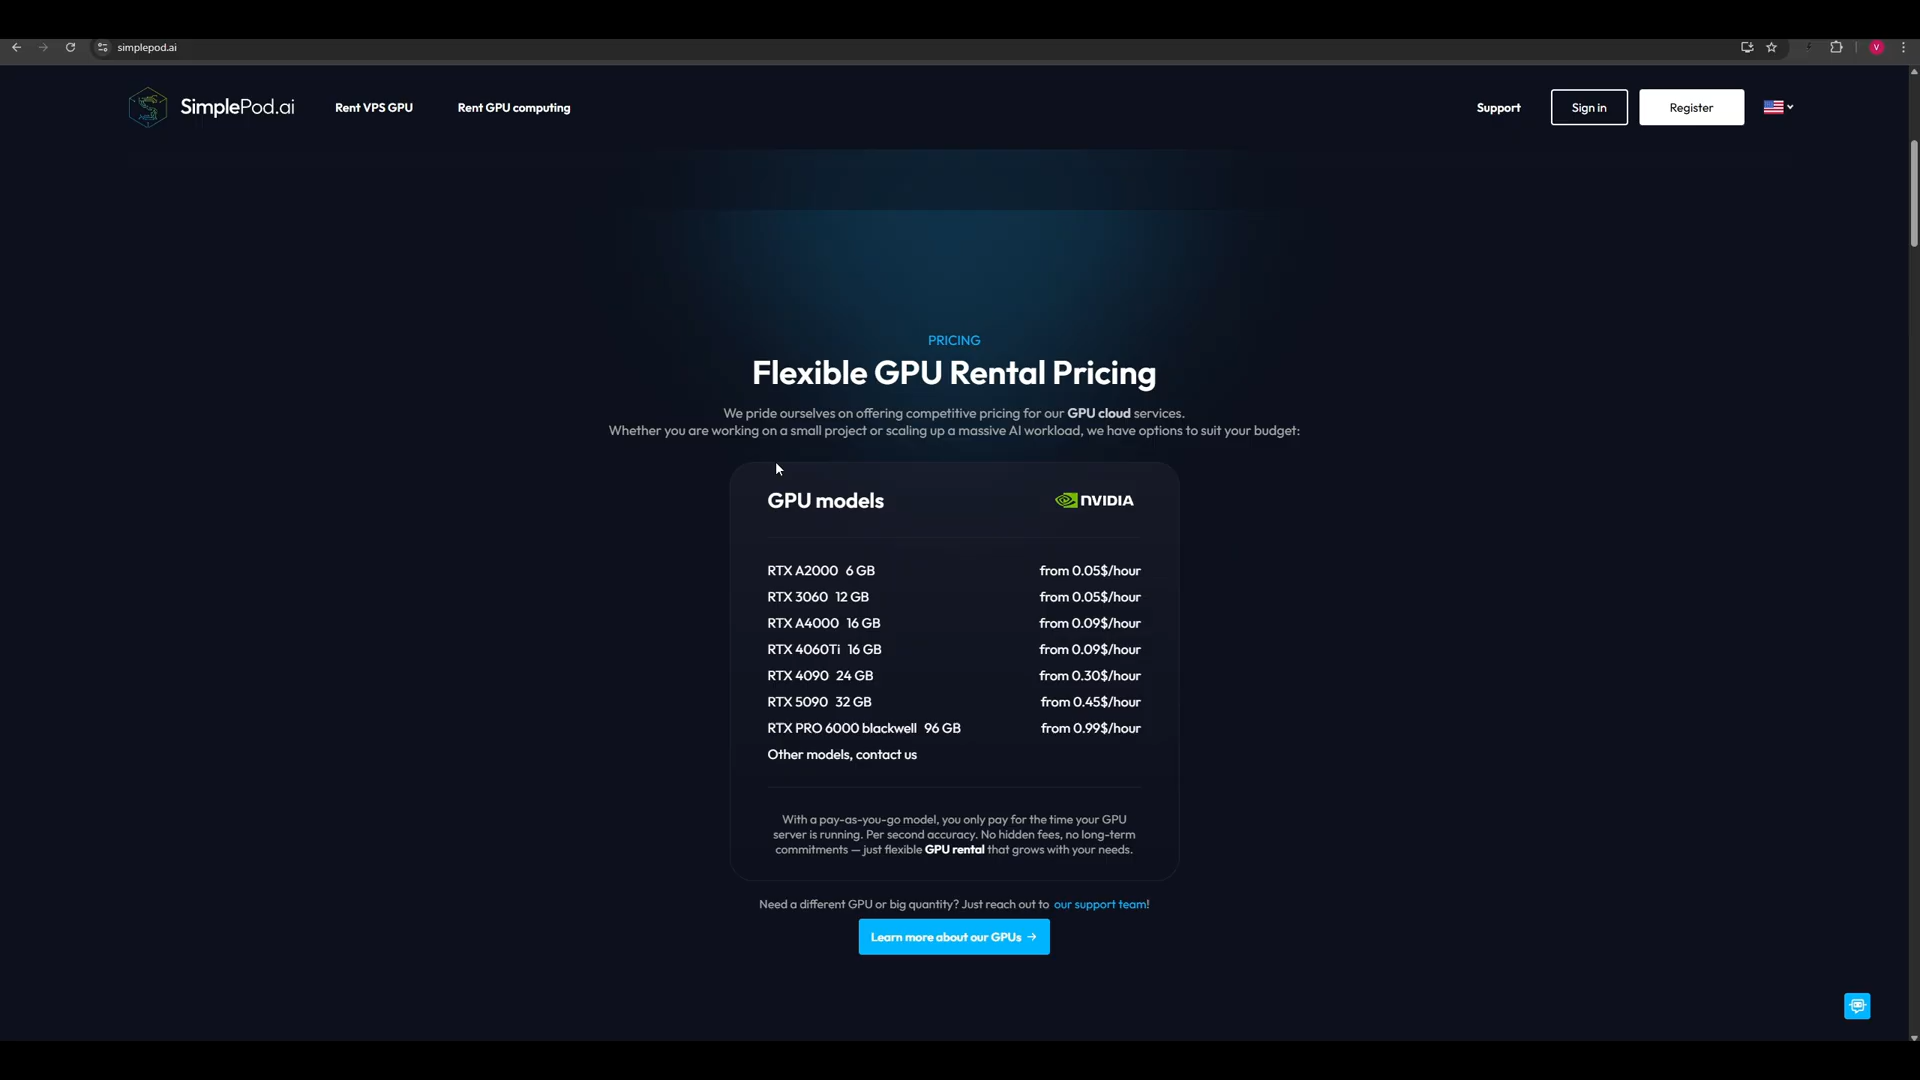 simplepod.ai
V
SimplePod.ai
Rent VPS GPU
Rent GPU computing
Support
Sign in
Register
PRICING
Flexible GPU Rental Pricing
We pride ourselves on offering competitive pricing for our GPU cloud services.
Whether you are working on a small project or scaling up a massive AI workload, we have options to suit your budget:
GPU models
NVIDIA
RTX A2000 6 GB from 0.05$/hour
RTX 3060 12 GB from 0.05$/hour
RTX A4000 16 GB from 0.09$/hour
RTX 4060Ti 16 GB from 0.09$/hour
RTX 4090 24 GB from 0.30$/hour
RTX 5090 32 GB from 0.45$/hour
RTX PRO 6000 blackwell 96 GB from 0.99$/hour
Other models, contact us
With a pay-as-you-go model, you only pay for the time your GPU
server is running. Per second accuracy. No hidden fees, no long-term
commitments — just flexible GPU rental that grows with your needs.
Need a different GPU or big quantity? Just reach out to our support team!
Learn more about our GPUs →